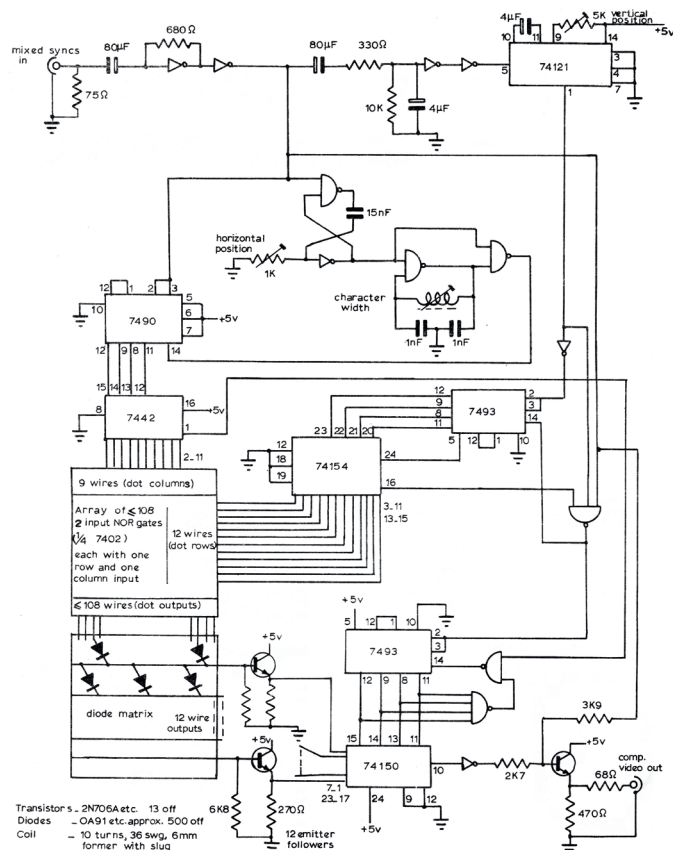 mixed syncs
in
80µF
680Ω
75Ω
80µF
330Ω
10K
4µF
4µF
5K
vertical
position
+5v
10
11
9
14
5
74121
3
4
7
1
15nF
horizontal
position
1K
character
width
1nF
1nF
12
1
2
3
10
7490
5
6
7
+5v
12
9
8
11
14
15
14
13
12
8
7442
16
+5v
1
2_11
12
9
8
11
7493
2
3
14
5
12
1
10
23
22
21
20
12
18
19
74154
24
16
3_11
13_15
9 wires (dot columns)
Array of ≤108
2 input NOR gates
(¼ 7402)
each with one
row and one
column input
12 wires
(dot rows)
≤ 108 wires (dot outputs)
+5v
5
12
1
10
7493
2
3
14
12
9
8
11
+5v
diode matrix
12 wire
outputs
+5v
15
14
13
11
74150
10
7_1
23_17
24
9
12
+5v
2K7
3K9
+5v
comp.
video out
68Ω
470Ω
6K8
270Ω
12 emitter
followers
Transistors _ 2N706A etc. 13 off
Diodes _ OA91 etc. approx. 500 off
Coil _ 10 turns, 36 swg, 6mm
former with slug